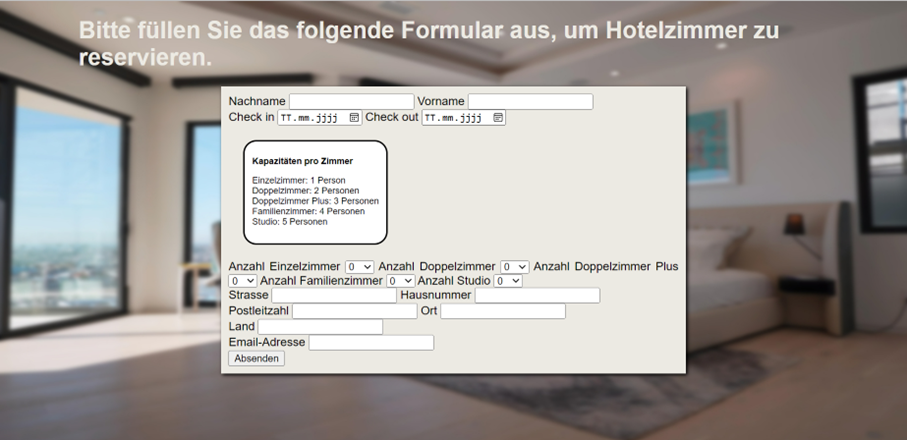 Bitte füllen Sie das folgende Formular aus, um Hotelzimmer zu
reservieren.
Nachname Vorname
Check in TT.mm.jjjj Check out TT.mm.jjjj
Kapazitäten pro Zimmer
Einzelzimmer: 1 Person
Doppelzimmer: 2 Personen
Doppelzimmer Plus: 3 Personen
Familienzimmer: 4 Personen
Studio: 5 Personen
Anzahl Einzelzimmer 0 Anzahl Doppelzimmer 0 Anzahl Doppelzimmer Plus
0 Anzahl Familienzimmer 0 Anzahl Studio 0
Strasse Hausnummer
Postleitzahl Ort
Land
Email-Adresse
Absenden